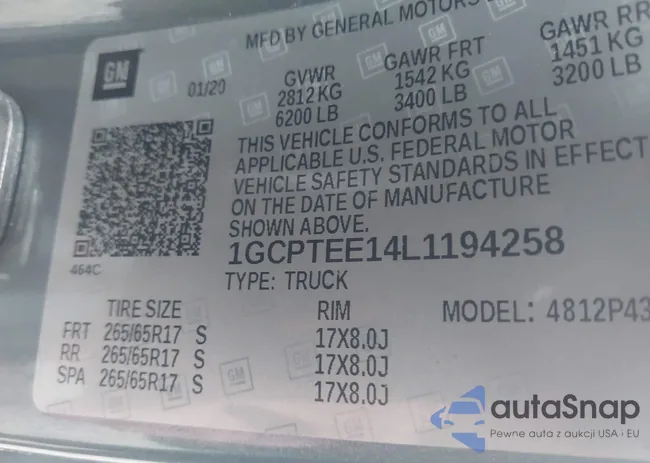 MFD BY GENERAL MOTORS
GM
01/20
GVWR
2812 KG
6200 LB
GAWR FRT
1542 KG
3400 LB
GAWR RR
1451 KG
3200 LB
THIS VEHICLE CONFORMS TO ALL
APPLICABLE U.S. FEDERAL MOTOR
VEHICLE SAFETY STANDARDS IN EFFECT
ON THE DATE OF MANUFACTURE
SHOWN ABOVE.
1GCPTEE14L1194258
464C
TYPE: TRUCK
TIRE SIZE RIM MODEL: 4812P43
FRT 265/65R17 S 17X8.0J
RR 265/65R17 S 17X8.0J
SPA 265/65R17 S 17X8.0J
autaSnap
Pewne auta z aukcji USA i EU